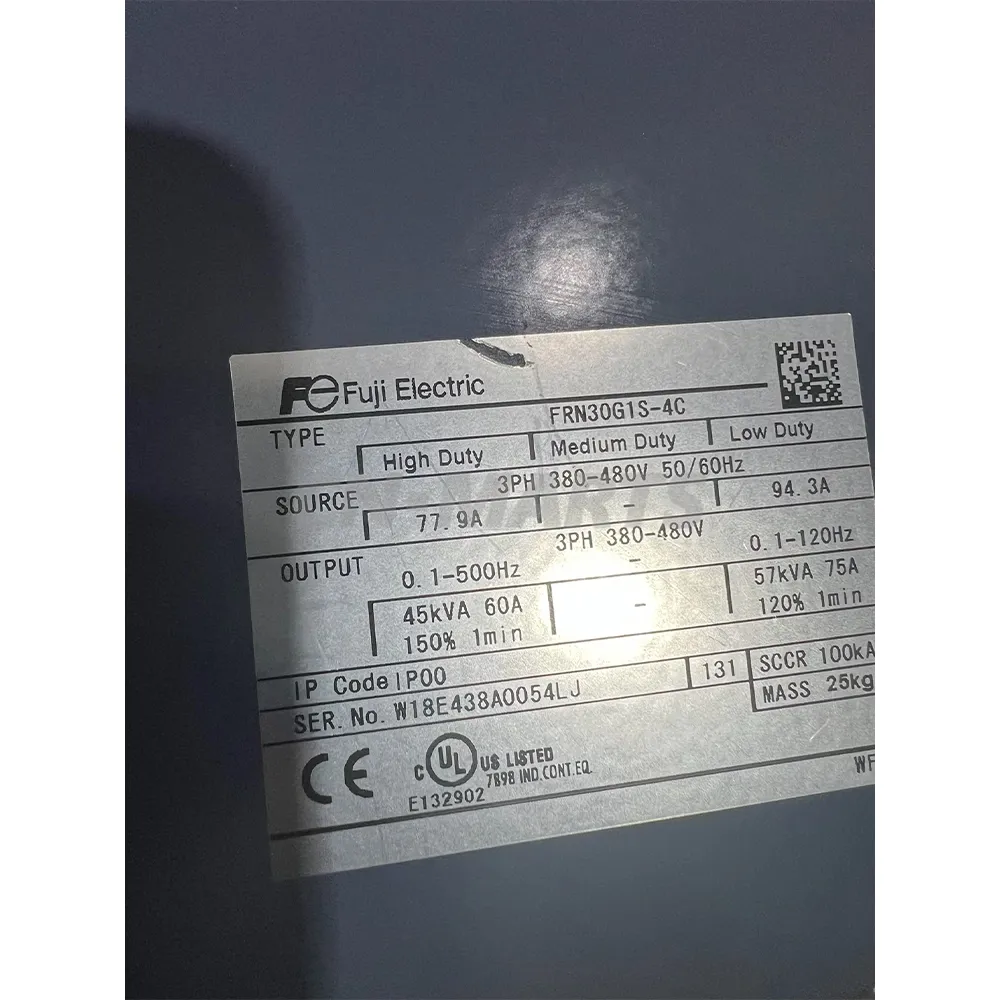 Fe Fuji Electric
TYPE FRN30G1S-4C
High Duty Medium Duty Low Duty
SOURCE 3PH 380-480V 50/60Hz
77.9A - 94.3A
OUTPUT 3PH 380-480V
0.1-500Hz - 0.1-120Hz
45kVA 60A - 57kVA 75A
150% 1min 120% 1min
IP Code IP00 131 SCCR 100kA
SER. No. W18E438A0054LJ MASS 25kg
CE C UL US LISTED
7898 IND.CONT.EQ.
E132902
WF